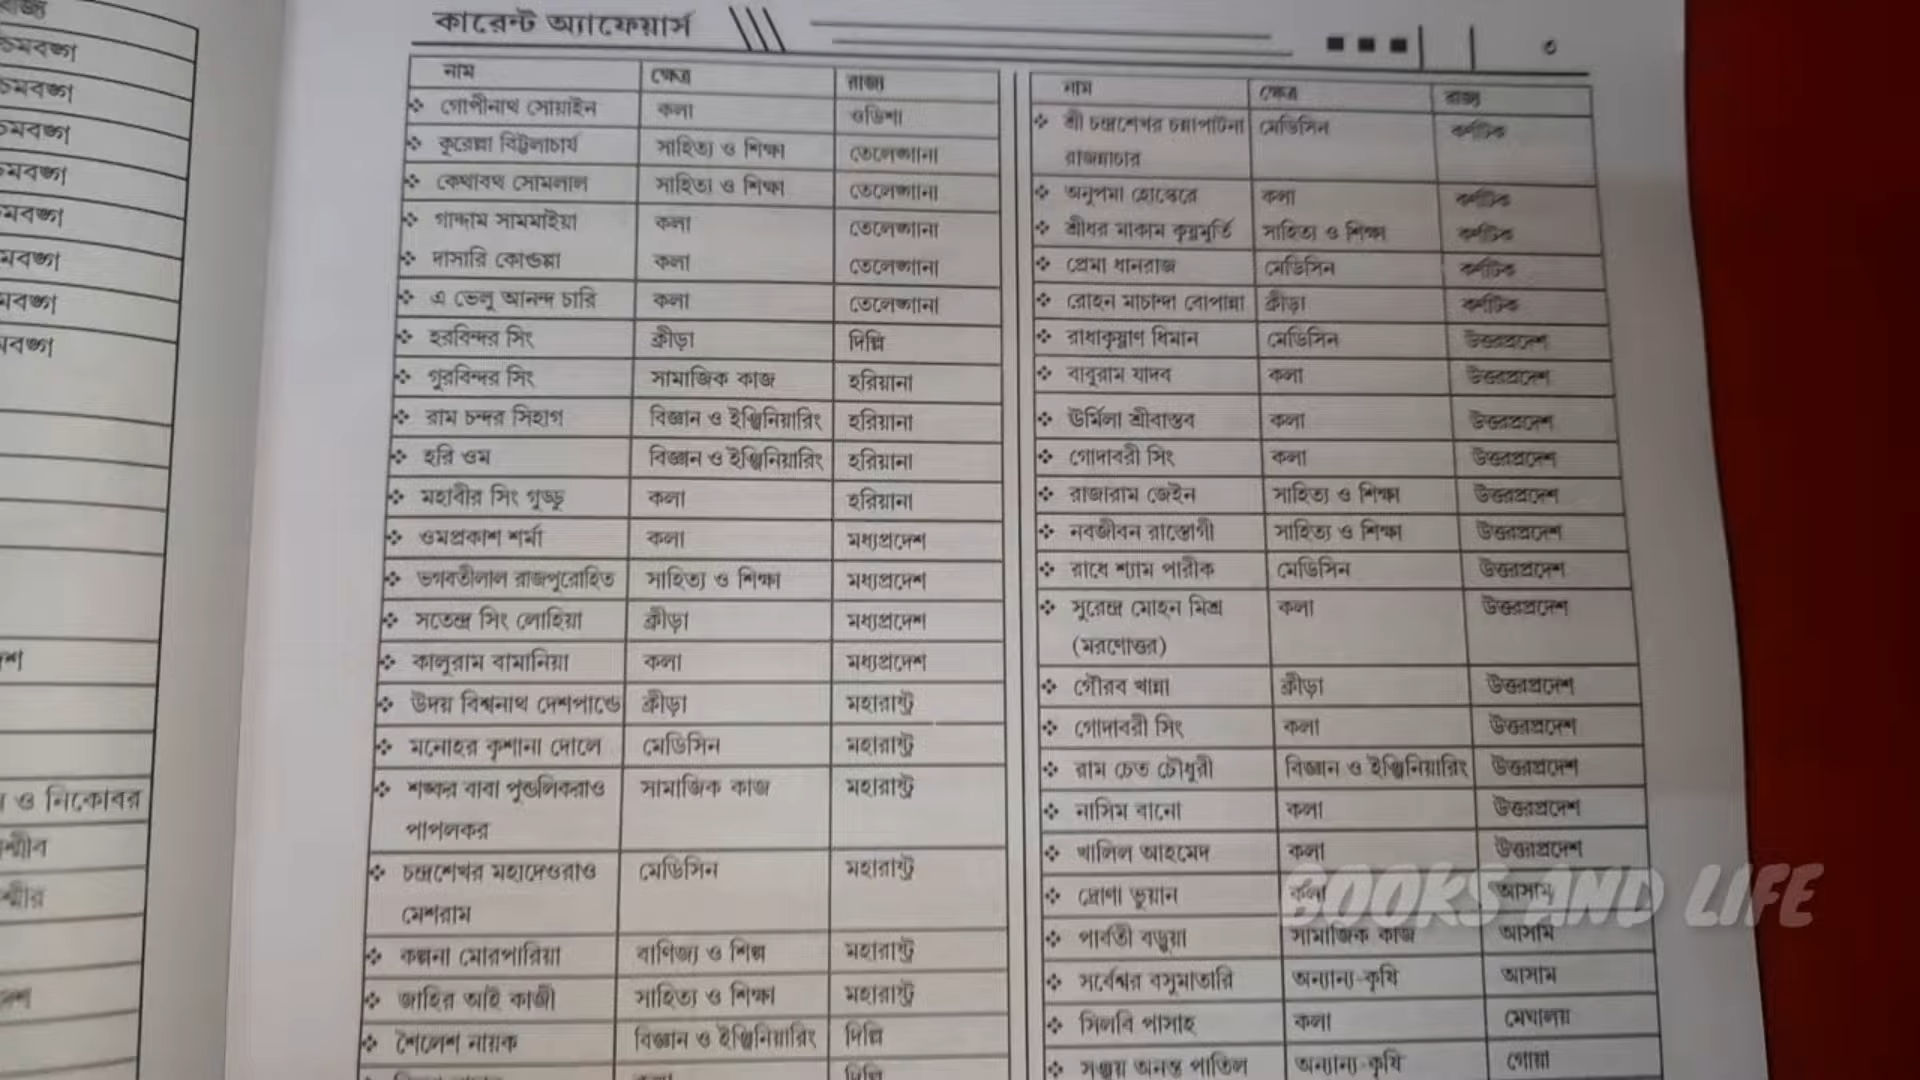 কারেন্ট অ্যাফেয়ার্স ৩
নাম ক্ষেত্র রাজ্য
❖ গোপীনাথ সোয়াইন কলা ওডিশা
❖ কুরেল্লা বিট্টলাচার্য সাহিত্য ও শিক্ষা তেলেঙ্গানা
❖ কেথাবথ সোমলাল সাহিত্য ও শিক্ষা তেলেঙ্গানা
❖ গাদ্দাম সামমাইয়া কলা তেলেঙ্গানা
❖ দাসারি কোন্ডপ্পা কলা তেলেঙ্গানা
❖ এ ভেলু আনন্দ চারি কলা তেলেঙ্গানা
❖ হরবিন্দর সিং ক্রীড়া দিল্লি
❖ গুরবিন্দর সিং সামাজিক কাজ হরিয়ানা
❖ রাম চন্দর সিহাগ বিজ্ঞান ও ইঞ্জিনিয়ারিং হরিয়ানা
❖ হরি ওম বিজ্ঞান ও ইঞ্জিনিয়ারিং হরিয়ানা
❖ মহাবীর সিং গুড্ডু কলা হরিয়ানা
❖ ওমপ্রকাশ শর্মা কলা মধ্যপ্রদেশ
❖ ভগবতীলাল রাজপুরোহিত সাহিত্য ও শিক্ষা মধ্যপ্রদেশ
❖ সতেন্দ্র সিং লোহিয়া ক্রীড়া মধ্যপ্রদেশ
❖ কালুরাম বামানিয়া কলা মধ্যপ্রদেশ
❖ উদয় বিশ্বনাথ দেশপান্ডে ক্রীড়া মহারাষ্ট্র
❖ মনোহর কৃশানা দোলে মেডিসিন মহারাষ্ট্র
❖ শঙ্কর বাবা পুন্ডলিকরাও সামাজিক কাজ মহারাষ্ট্র
পাপলকর
❖ চন্দ্রশেখর মহাদেওরাও মেডিসিন মহারাষ্ট্র
মেশরাম
❖ কল্পনা মোরপারিয়া বাণিজ্য ও শিল্প মহারাষ্ট্র
❖ জাহির আই কাজী সাহিত্য ও শিক্ষা মহারাষ্ট্র
❖ শৈলেশ নায়ক বিজ্ঞান ও ইঞ্জিনিয়ারিং দিল্লি
দিল্লি
নাম ক্ষেত্র রাজ্য
❖ শ্রী চন্দ্রশেখর চন্নাপাটনা মেডিসিন কর্ণাটক
রাজন্নাচার
❖ অনুপমা হোস্কেরে কলা কর্ণাটক
❖ শ্রীধর মাকাম কৃষ্ণমূর্তি সাহিত্য ও শিক্ষা কর্ণাটক
❖ প্রেমা ধানরাজ মেডিসিন কর্ণাটক
❖ রোহন মাচান্দা বোপান্না ক্রীড়া কর্ণাটক
❖ রাধাকৃষ্ণাণ ধিমান মেডিসিন উত্তরপ্রদেশ
❖ বাবুরাম যাদব কলা উত্তরপ্রদেশ
❖ ঊর্মিলা শ্রীবাস্তব কলা উত্তরপ্রদেশ
❖ গোদাবরী সিং কলা উত্তরপ্রদেশ
❖ রাজারাম জেইন সাহিত্য ও শিক্ষা উত্তরপ্রদেশ
❖ নবজীবন রাস্তোগী সাহিত্য ও শিক্ষা উত্তরপ্রদেশ
❖ রাধে শ্যাম পারীক মেডিসিন উত্তরপ্রদেশ
❖ সুরেন্দ্র মোহন মিশ্র কলা উত্তরপ্রদেশ
(মরণোত্তর)
❖ গৌরব খান্না ক্রীড়া উত্তরপ্রদেশ
❖ গোদাবরী সিং কলা উত্তরপ্রদেশ
❖ রাম চেত চৌধুরী বিজ্ঞান ও ইঞ্জিনিয়ারিং উত্তরপ্রদেশ
❖ নাসিম বানো কলা উত্তরপ্রদেশ
❖ খালিল আহমেদ কলা উত্তরপ্রদেশ
❖ দ্রোণা ভুয়ান কলা আসাম
❖ পার্বতী বড়ুয়া সামাজিক কাজ আসাম
❖ সর্বেশ্বর বসুমাতারি অন্যান্য-কৃষি আসাম
❖ সিলবি পাসাহ কলা মেঘালয়
❖ সঞ্জয় অনন্ত পাতিল অন্যান্য-কৃষি গোয়া
BOOKS AND LIFE
ও নিকোবর